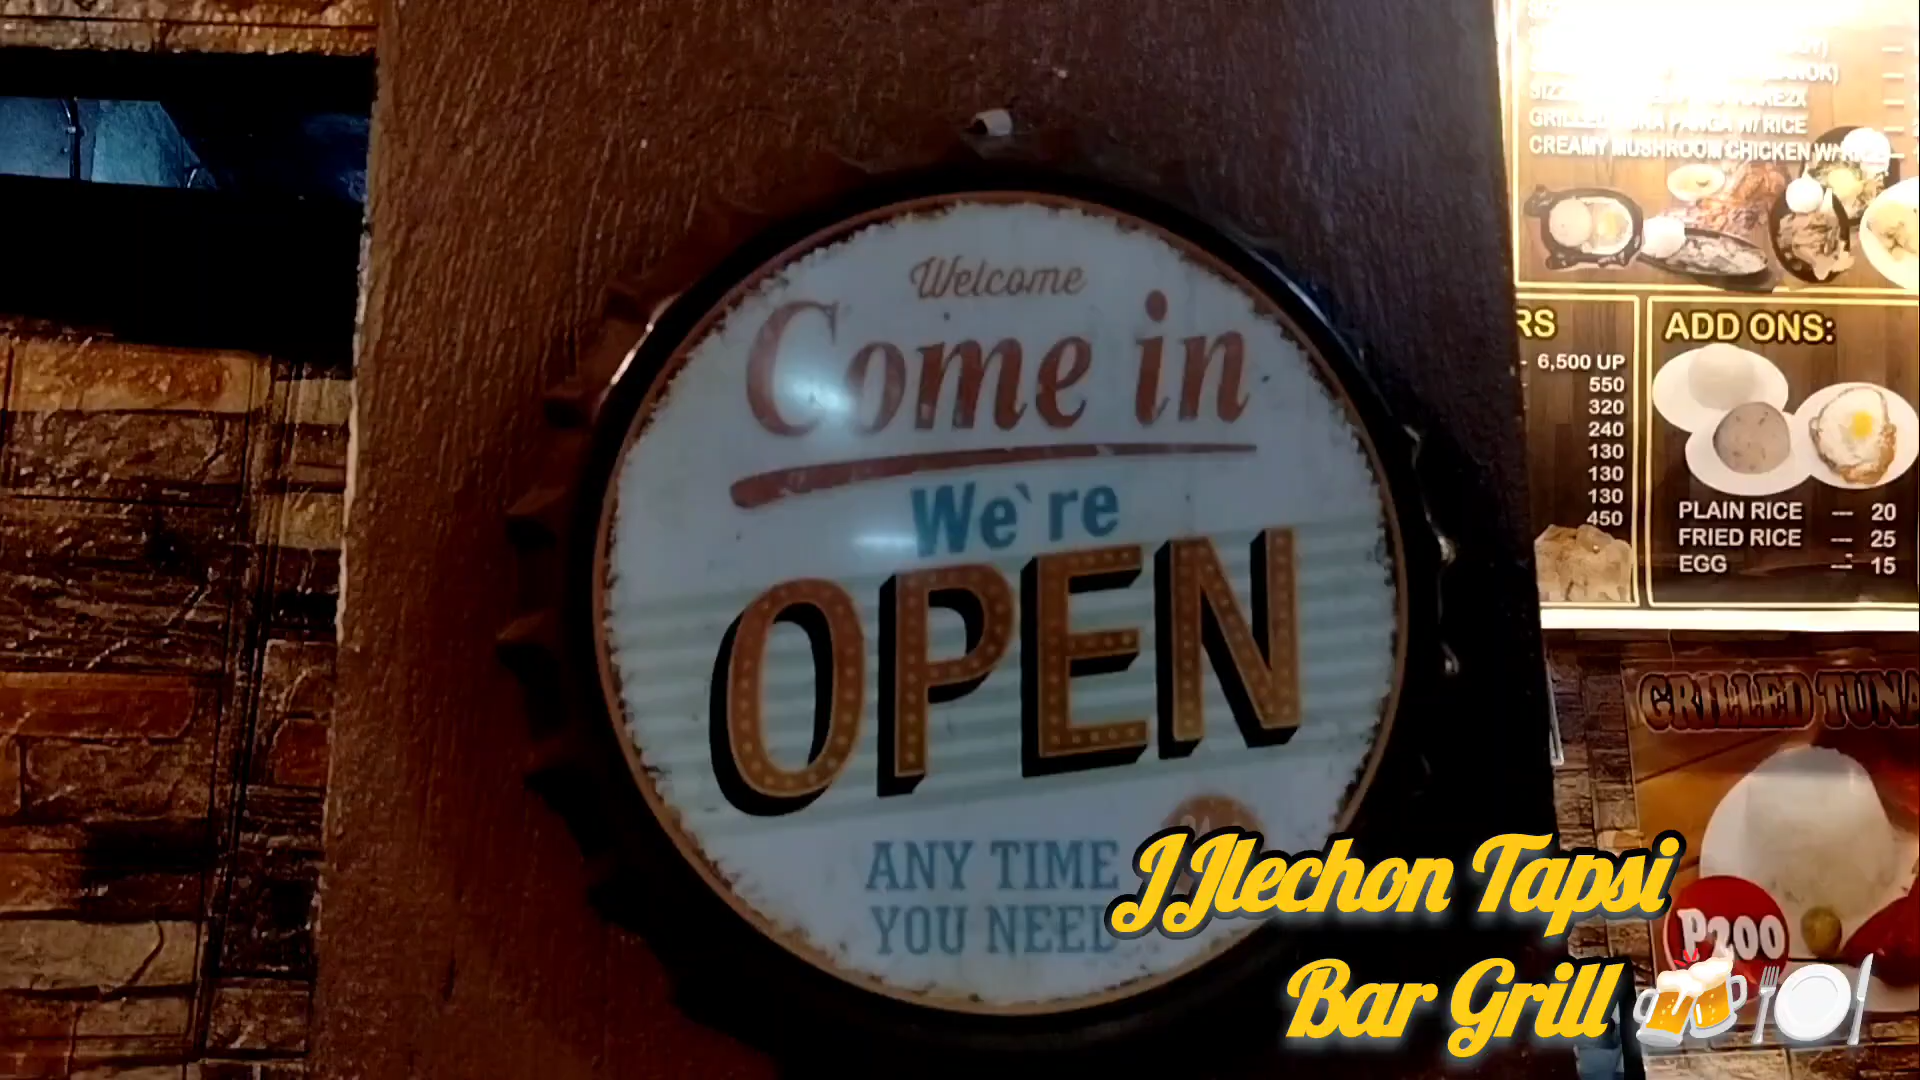 Welcome
Come in
We`re
OPEN
ANY TIME
YOU NEED
GRILLED TUNA PANGA W/ RICE
CREAMY MUSHROOM CHICKEN W/ RICE
RS
6,500 UP
550
320
240
130
130
130
450
ADD ONS:
PLAIN RICE --- 20
FRIED RICE --- 25
EGG --- 15
GRILLED TUNA
P200
JJlechon Tapsi
Bar Grill